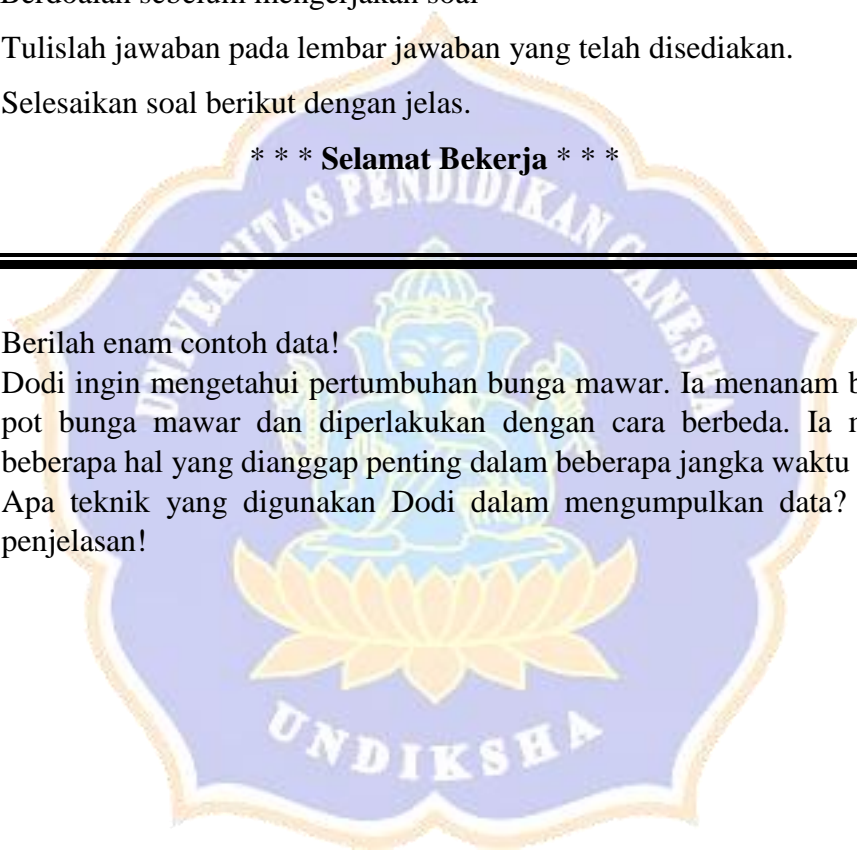 Berdoalah sebelum mengerjakan soal
Tulislah jawaban pada lembar jawaban yang telah disediakan.
Selesaikan soal berikut dengan jelas.
* * * Selamat Bekerja * * *
UNIVERSITAS PENDIDIKAN GANESHA
Berilah enam contoh data!
Dodi ingin mengetahui pertumbuhan bunga mawar. Ia menanam
pot bunga mawar dan diperlakukan dengan cara berbeda. Ia
beberapa hal yang dianggap penting dalam beberapa jangka waktu
Apa teknik yang digunakan Dodi dalam mengumpulkan data?
penjelasan!
UNDIKSHA